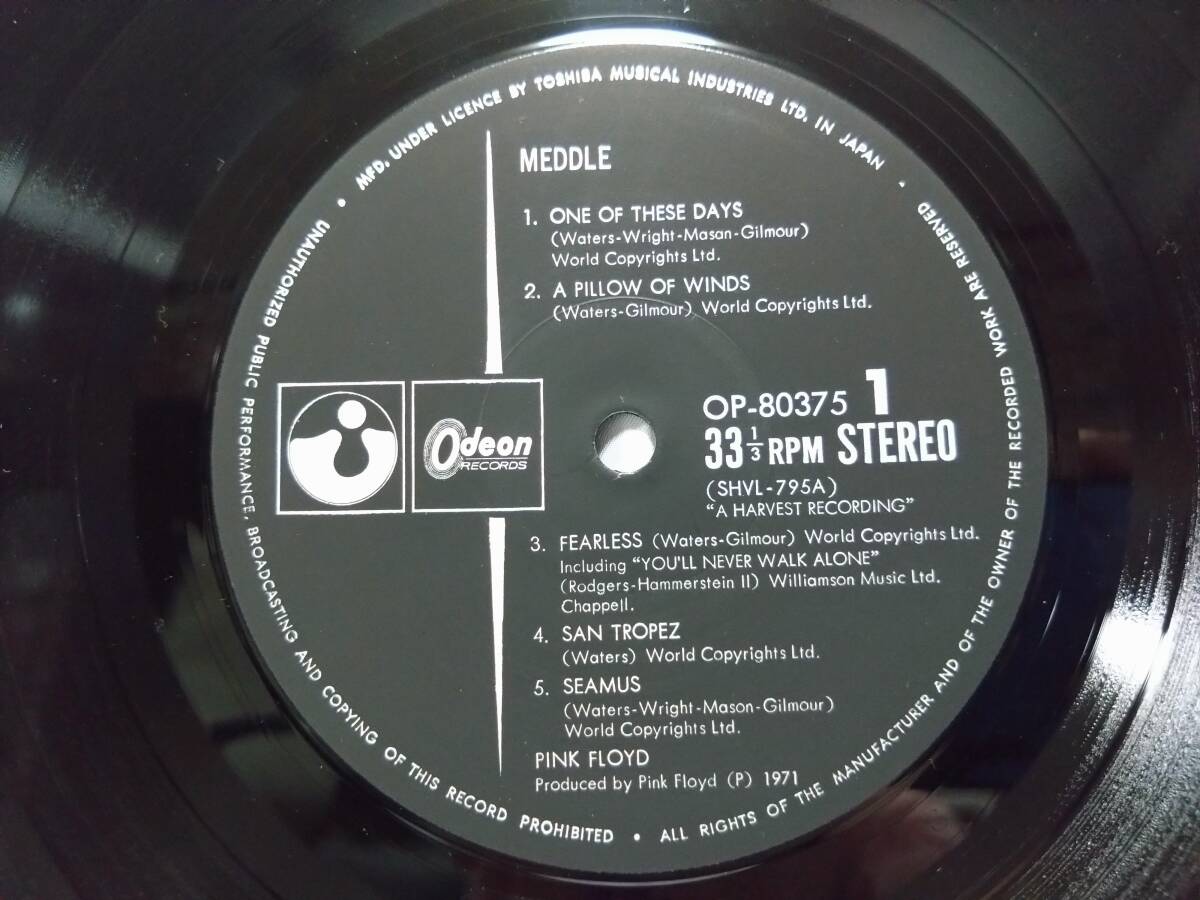 MEDDLE
1. ONE OF THESE DAYS
(Waters-Wright-Masan-Gilmour)
World Copyrights Ltd.
2. A PILLOW OF WINDS
(Waters-Gilmour) World Copyrights Ltd.
Odeon
RECORDS
OP-80375 1
33 1/3 RPM STEREO
(SHVL-795A)
"A HARVEST RECORDING"
3. FEARLESS (Waters-Gilmour) World Copyrights Ltd.
Including "YOU'LL NEVER WALK ALONE"
(Rodgers-Hammerstein II) Williamson Music Ltd.
Chappell.
4. SAN TROPEZ
(Waters) World Copyrights Ltd.
5. SEAMUS
(Waters-Wright-Mason-Gilmour)
World Copyrights Ltd.
PINK FLOYD
Produced by Pink Floyd (P) 1971
MFD. UNDER LICENCE BY TOSHIBA MUSICAL INDUSTRIES LTD. IN JAPAN •
ALL RIGHTS OF THE MANUFACTURER AND OF THE OWNER OF THE RECORDED WORK ARE RESERVED
UNAUTHORIZED PUBLIC PERFORMANCE, BROADCASTING AND COPYING OF THIS RECORD PROHIBITED •